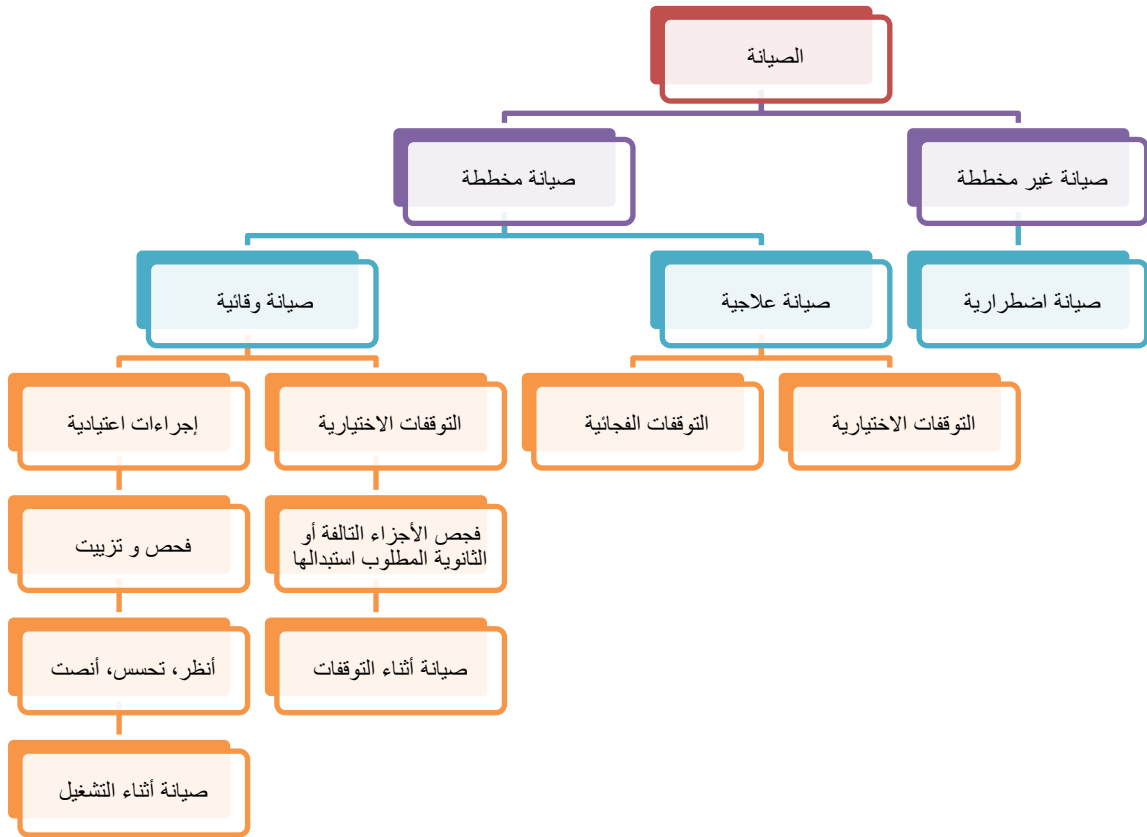 الصيانة
صيانة غير مخططة
صيانة مخططة
صيانة اضطرارية
صيانة علاجية
صيانة وقائية
التوقفات الاختيارية
التوقفات الفجائية
التوقفات الاختيارية
إجراءات اعتيادية
فجص الأجزاء التالفة أو
الثانوية المطلوب استبدالها
فحص و تزييت
صيانة أثناء التوقفات
أنظر، تحسس، أنصت
صيانة أثناء التشغيل